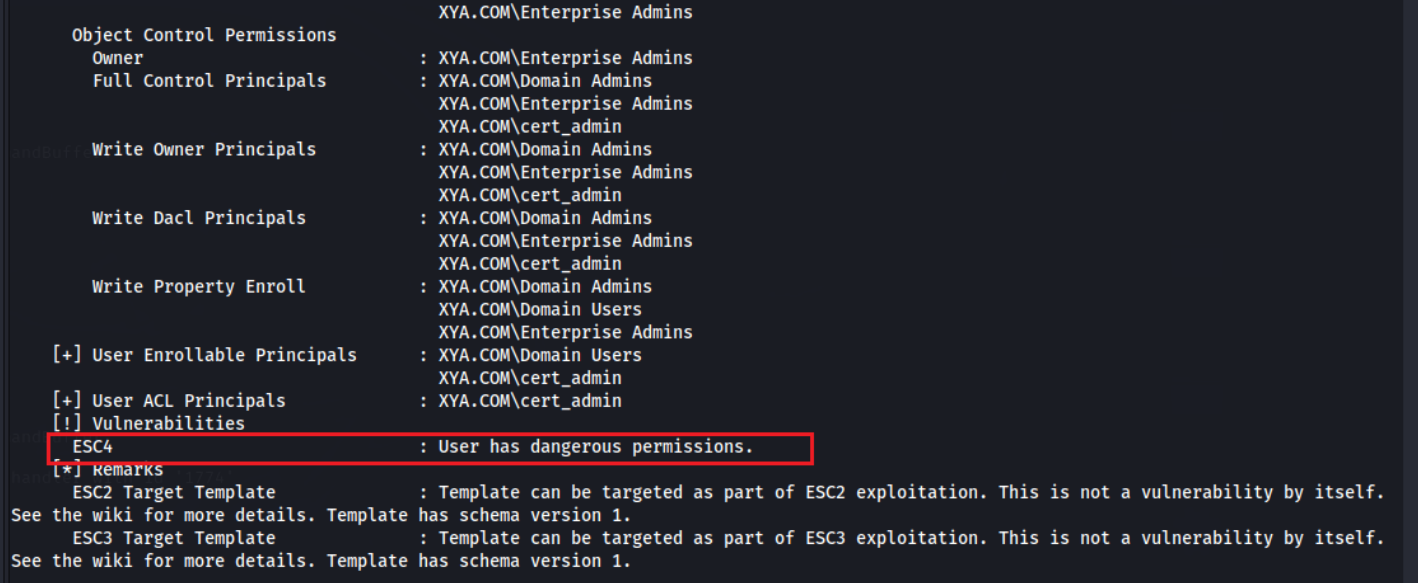 XYA.COM\Enterprise Admins
Object Control Permissions
Owner : XYA.COM\Enterprise Admins
Full Control Principals : XYA.COM\Domain Admins
XYA.COM\Enterprise Admins
XYA.COM\cert_admin
Write Owner Principals : XYA.COM\Domain Admins
XYA.COM\Enterprise Admins
XYA.COM\cert_admin
Write Dacl Principals : XYA.COM\Domain Admins
XYA.COM\Enterprise Admins
XYA.COM\cert_admin
Write Property Enroll : XYA.COM\Domain Admins
XYA.COM\Domain Users
XYA.COM\Enterprise Admins
[+] User Enrollable Principals : XYA.COM\Domain Users
XYA.COM\cert_admin
[+] User ACL Principals : XYA.COM\cert_admin
[!] Vulnerabilities
ESC4 : User has dangerous permissions.
[*] Remarks
ESC2 Target Template : Template can be targeted as part of ESC2 exploitation. This is not a vulnerability by itself.
See the wiki for more details. Template has schema version 1.
ESC3 Target Template : Template can be targeted as part of ESC3 exploitation. This is not a vulnerability by itself.
See the wiki for more details. Template has schema version 1.